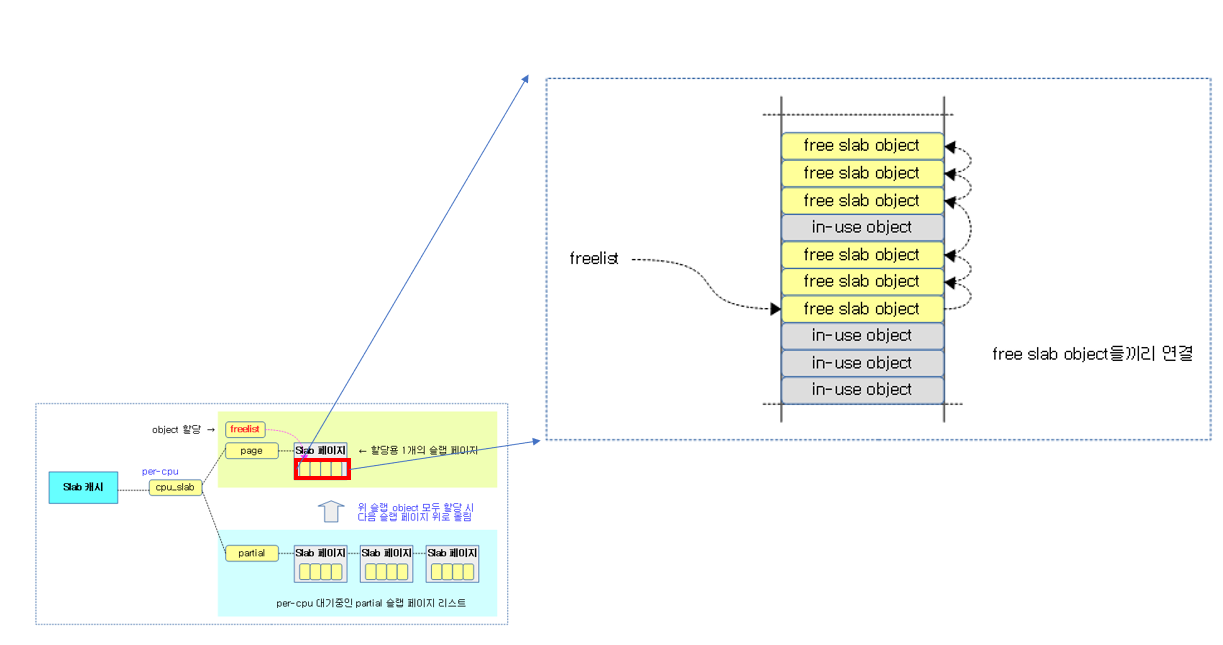 free slab object
free slab object
free slab object
in-use object
freelist
free slab object
free slab object
free slab object
in-use object
in-use object
in-use object
free slab object들끼리 연결
object 할당 →
freelist
page
Slab 페이지
← 할당용 1개의 슬랩 페이지
per-cpu
Slab 캐시
cpu_slab
위 슬랩 object 모두 할당 시
다음 슬랩 페이지 위로 올림
partial
Slab 페이지
Slab 페이지
Slab 페이지
per-cpu 대기중인 partial 슬랩 페이지 리스트